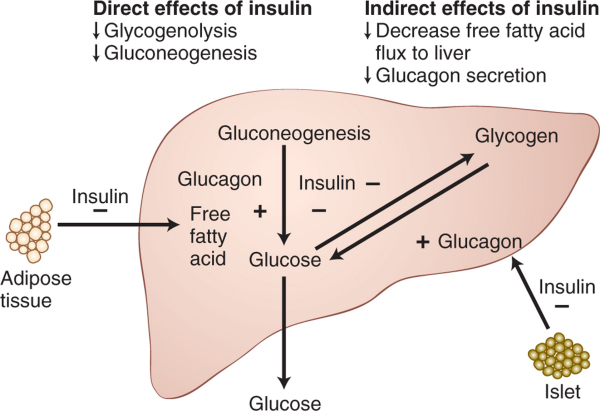 Direct effects of insulin
↓ Glycogenolysis
↓ Gluconeogenesis
Indirect effects of insulin
↓ Decrease free fatty acid
flux to liver
↓ Glucagon secretion
Gluconeogenesis
Glycogen
Glucagon
+
Insulin −
−
Insulin
−
Free
fatty
acid
Glucose
+ Glucagon
Adipose
tissue
Insulin
−
Islet
Glucose